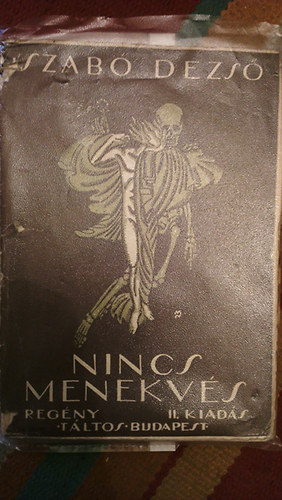 SZABÓ DEZSŐ
NINCS
MENEKVÉS
REGÉNY II. KIADÁS
·TÁLTOS·BUDAPEST·